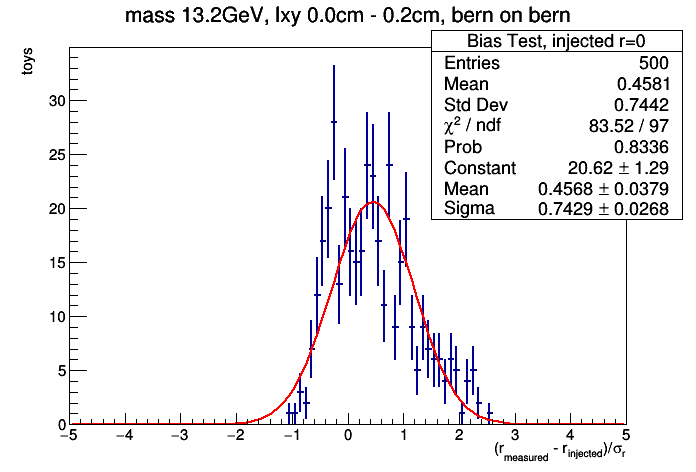 mass 13.2GeV, lxy 0.0cm - 0.2cm, bern on bern
Bias Test, injected r=0
Entries 500
Mean 0.4581
Std Dev 0.7442
χ² / ndf 83.52 / 97
Prob 0.8336
Constant 20.62 ± 1.29
Mean 0.4568 ± 0.0379
Sigma 0.7429 ± 0.0268
toys
30
25
20
15
10
5
0
−5 −4 −3 −2 −1 0 1 2 3 4 5
(r_measured - r_injected)/σ_r